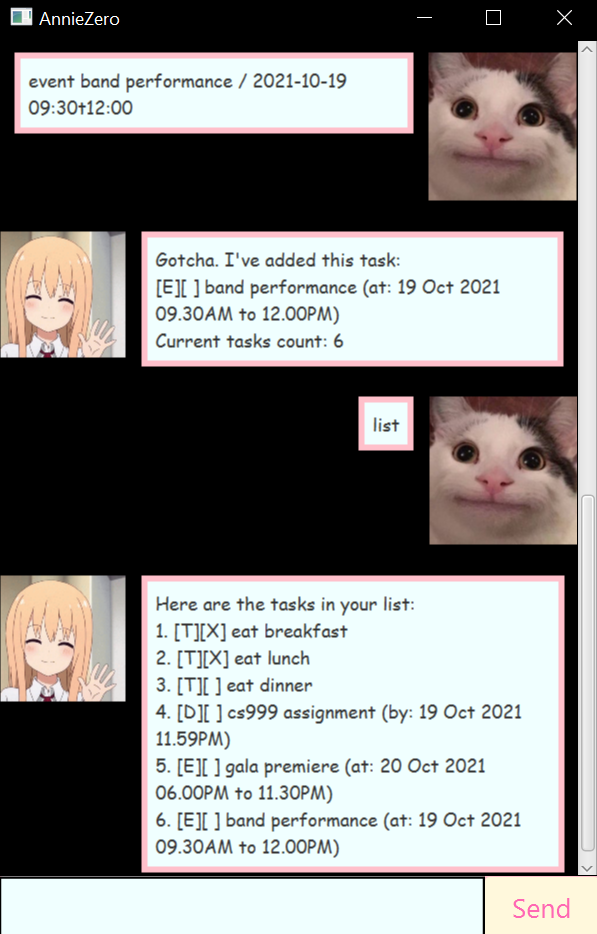 AnnieZero
event band performance / 2021-10-19
09:30t12:00
Gotcha. I've added this task:
[E][ ] band performance (at: 19 Oct 2021
09.30AM to 12.00PM)
Current tasks count: 6
list
Here are the tasks in your list:
1. [T][X] eat breakfast
2. [T][X] eat lunch
3. [T][ ] eat dinner
4. [D][ ] cs999 assignment (by: 19 Oct 2021
11.59PM)
5. [E][ ] gala premiere (at: 20 Oct 2021
06.00PM to 11.30PM)
6. [E][ ] band performance (at: 19 Oct 2021
09.30AM to 12.00PM)
Send